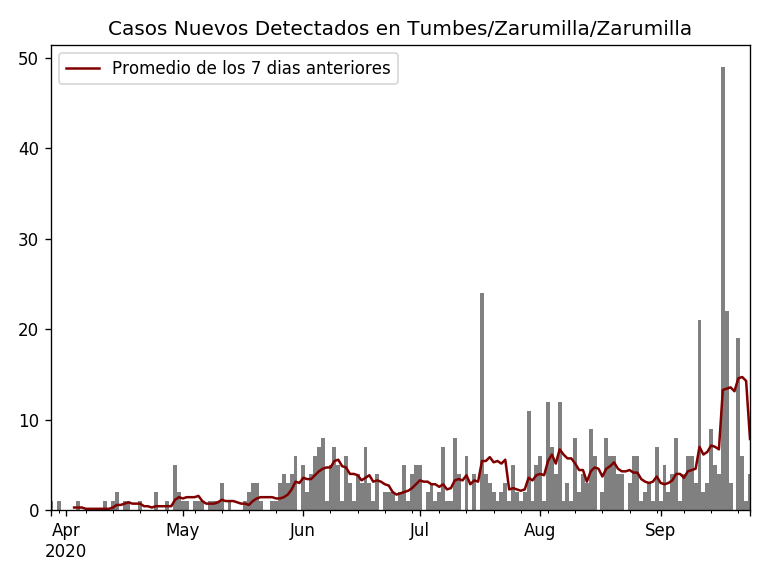 Casos Nuevos Detectados en Tumbes/Zarumilla/Zarumilla
Promedio de los 7 dias anteriores
50
40
30
20
10
0
Apr May Jun Jul Aug Sep
2020